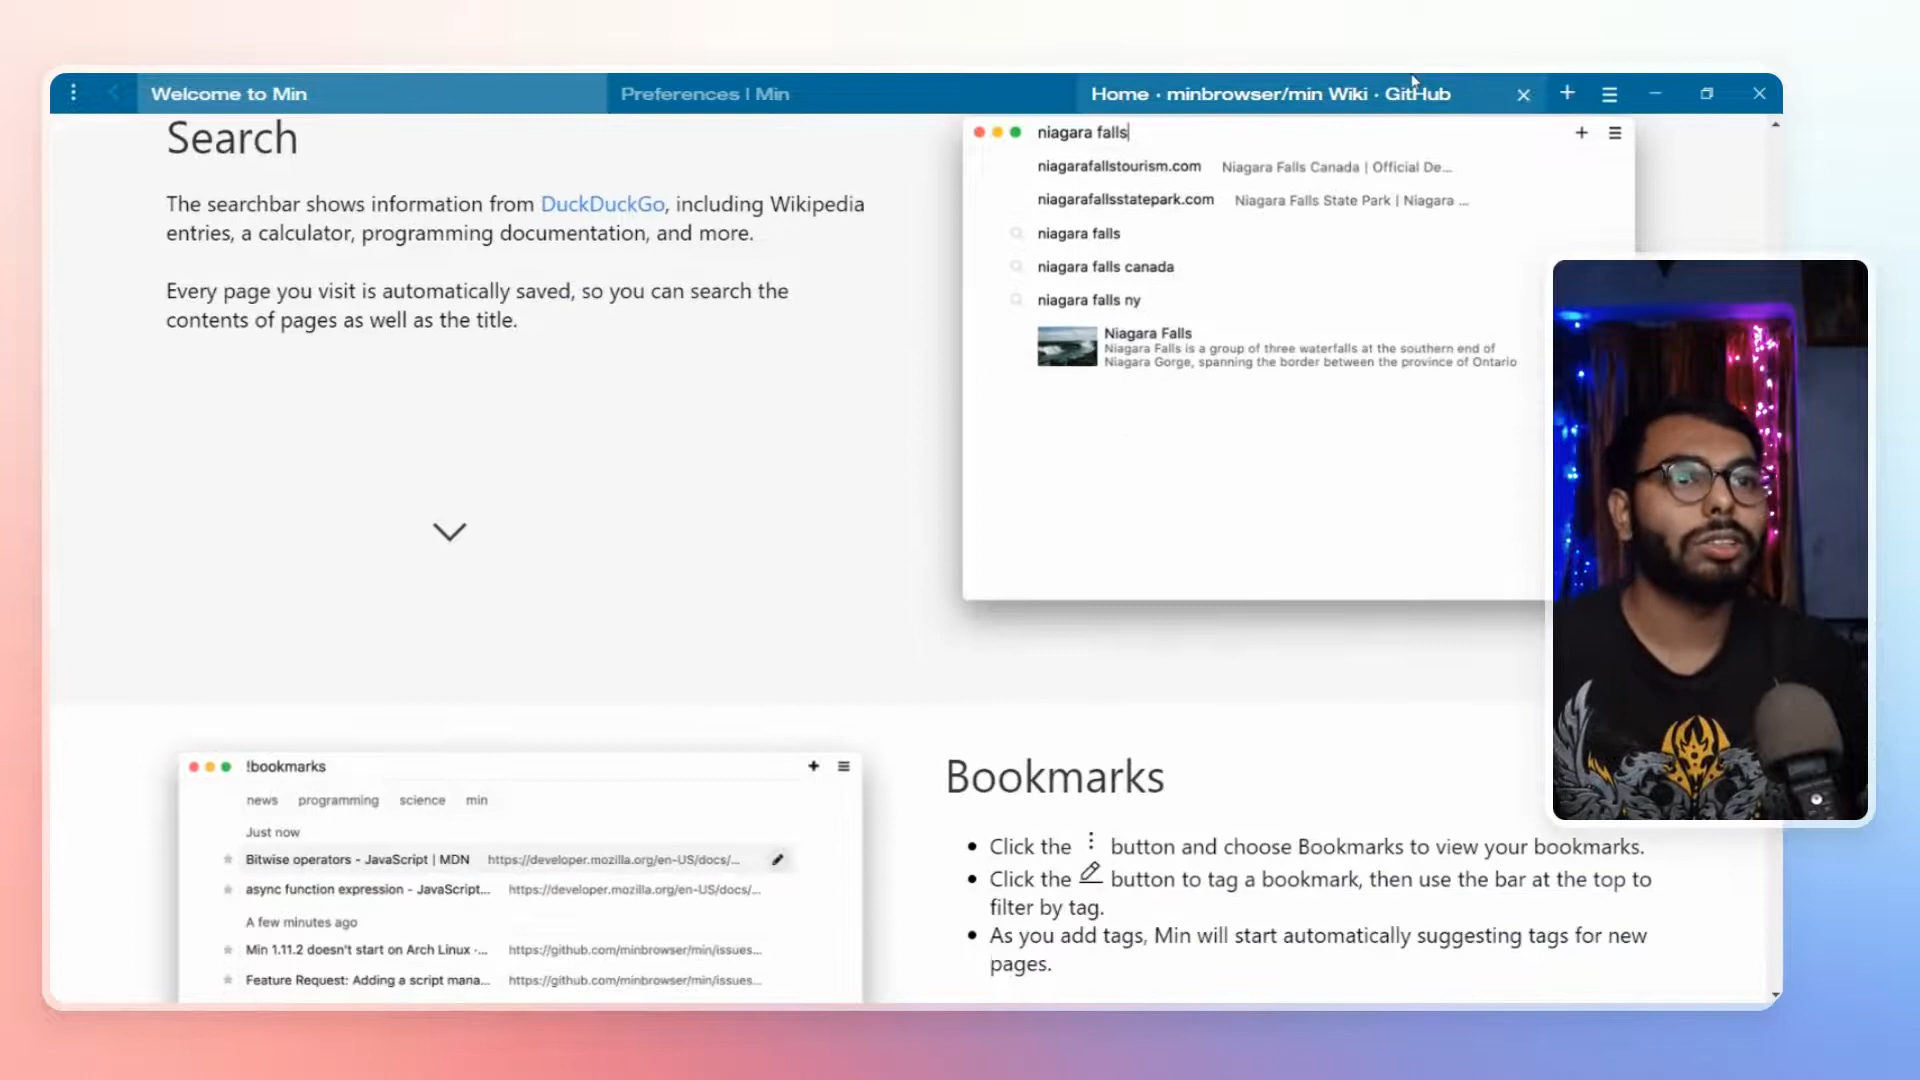 Welcome to Min
Preferences | Min
Home · minbrowser/min Wiki · GitHub
Search
The searchbar shows information from DuckDuckGo, including Wikipedia
entries, a calculator, programming documentation, and more.
Every page you visit is automatically saved, so you can search the
contents of pages as well as the title.
niagara falls
niagarafallstourism.com Niagara Falls Canada | Official De...
niagarafallsstatepark.com Niagara Falls State Park | Niagara ...
niagara falls
niagara falls canada
niagara falls ny
Niagara Falls
Niagara Falls is a group of three waterfalls at the southern end of
Niagara Gorge, spanning the border between the province of Ontario
!bookmarks
news programming science min
Just now
Bitwise operators - JavaScript | MDN https://developer.mozilla.org/en-US/docs/...
async function expression - JavaScript... https://developer.mozilla.org/en-US/docs/...
A few minutes ago
Min 1.11.2 doesn't start on Arch Linux ·... https://github.com/minbrowser/min/issues...
Feature Request: Adding a script mana... https://github.com/minbrowser/min/issues...
Bookmarks
• Click the ⋮ button and choose Bookmarks to view your bookmarks.
• Click the button to tag a bookmark, then use the bar at the top to
filter by tag.
• As you add tags, Min will start automatically suggesting tags for new
pages.